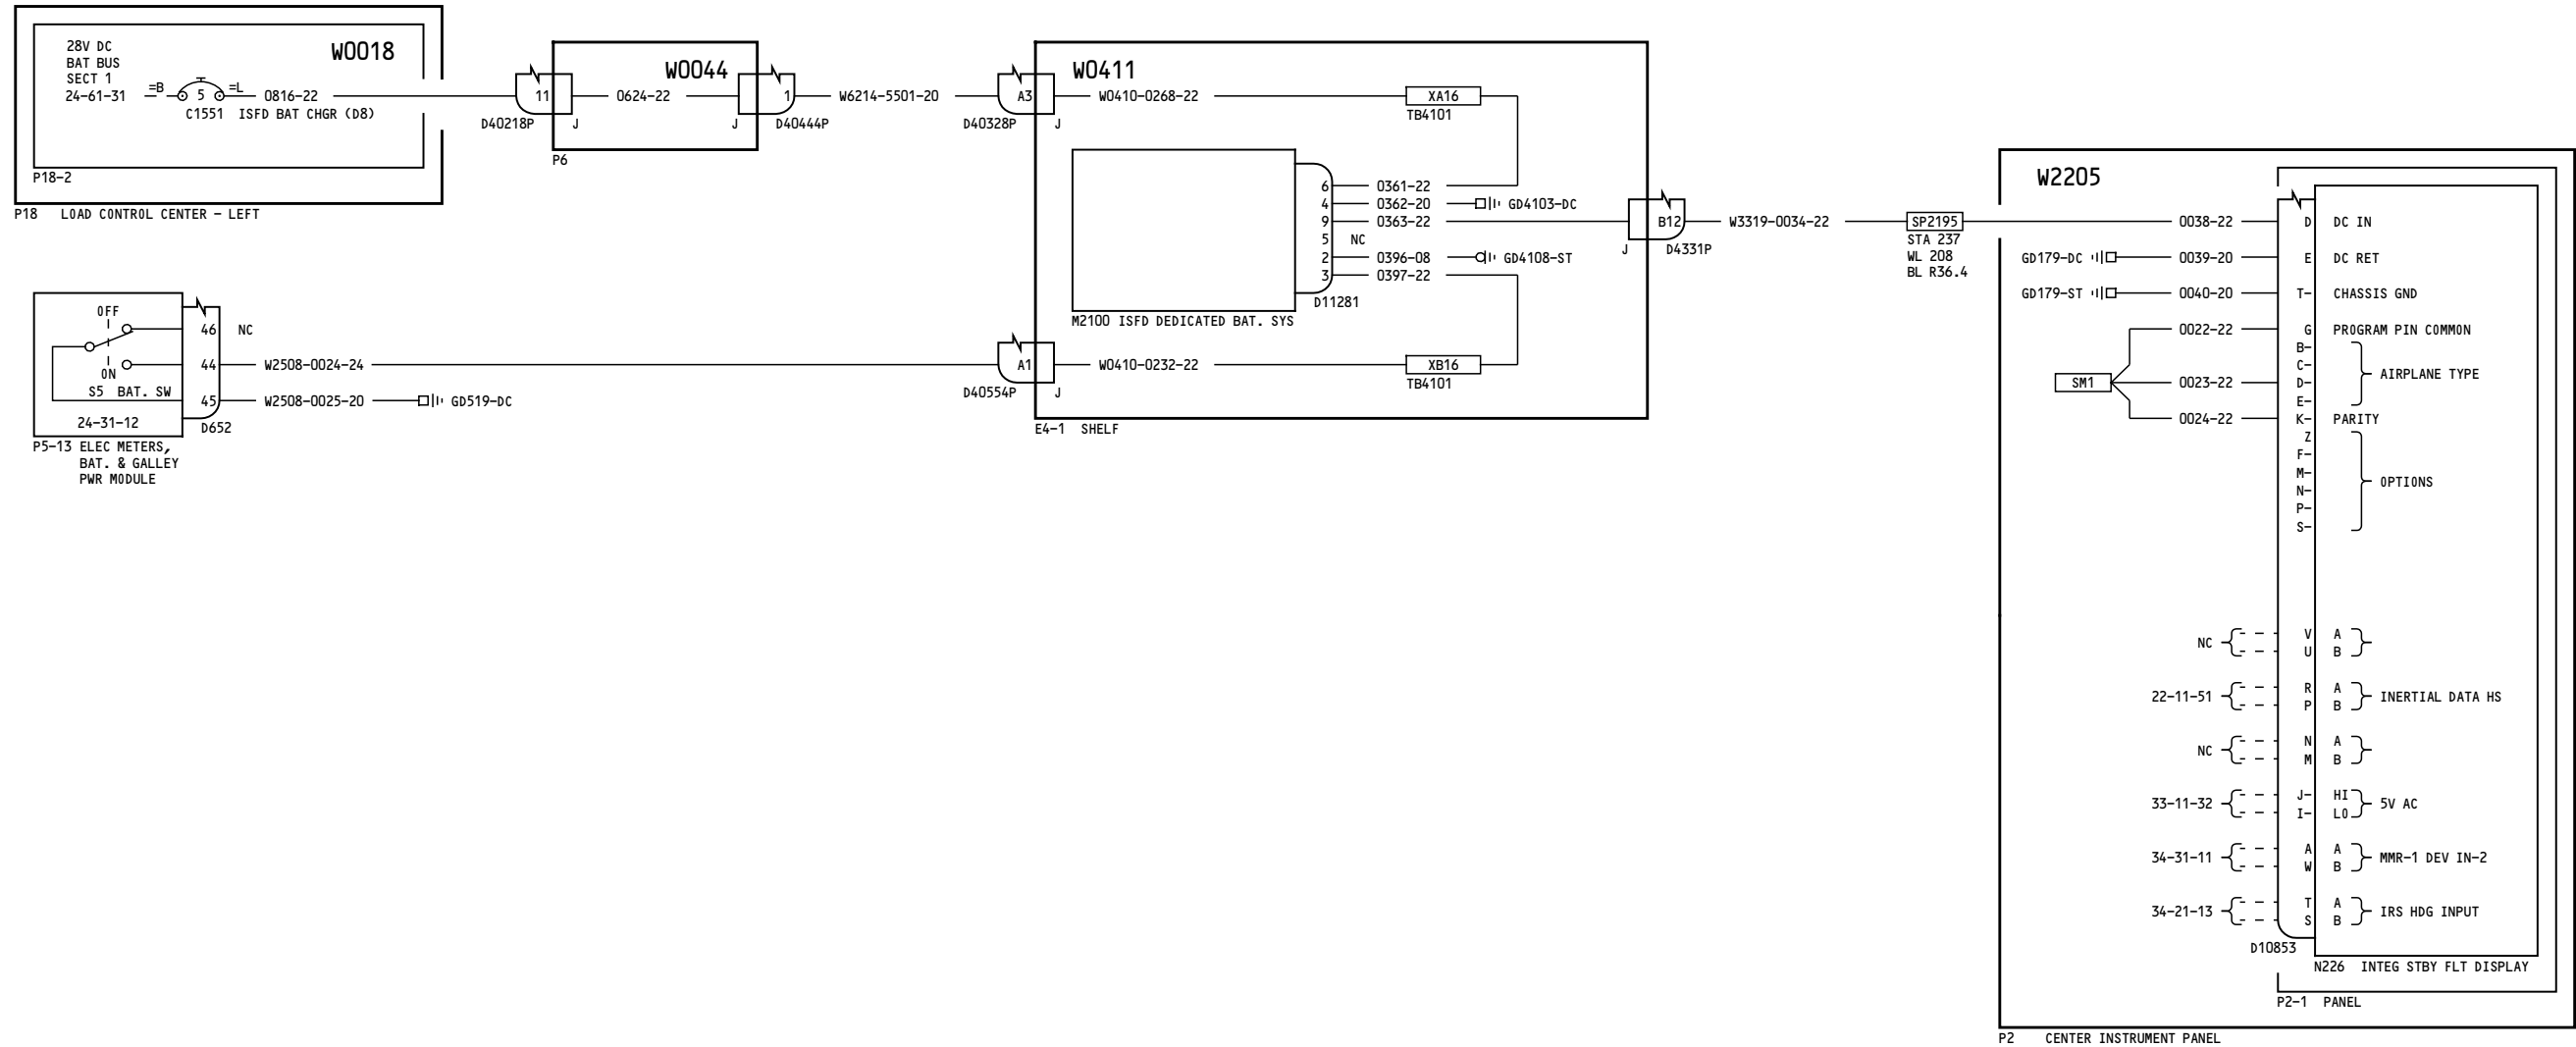 28V DC
BAT BUS
SECT 1
24-61-31
W0018
=B
5
=L
0816-22
C1551 ISFD BAT CHGR (D8)
P18-2
P18 LOAD CONTROL CENTER - LEFT
11
D40218P
J
W0044
0624-22
1
J
D40444P
P6
W6214-5501-20
A3
D40328P
J
W0411
W0410-0268-22
XA16
TB4101
6 0361-22
4 0362-20 GD4103-DC
9 0363-22
5 NC
2 0396-08 GD4108-ST
3 0397-22
D11281
M2100 ISFD DEDICATED BAT. SYS
B12
J
D4331P
W3319-0034-22
SP2195
STA 237
WL 208
BL R36.4
OFF
ON
S5 BAT. SW
24-31-12
46 NC
44 W2508-0024-24
45 W2508-0025-20 GD519-DC
D652
P5-13 ELEC METERS,
BAT. & GALLEY
PWR MODULE
A1
D40554P
J
W0410-0232-22
XB16
TB4101
E4-1 SHELF
W2205
0038-22 D DC IN
GD179-DC 0039-20 E DC RET
GD179-ST 0040-20 T- CHASSIS GND
0022-22 G PROGRAM PIN COMMON
B-
C-
AIRPLANE TYPE
SM1 0023-22 D-
E-
0024-22 K- PARITY
Z
F-
M-
OPTIONS
N-
P-
S-
NC
V A
U B
22-11-51
R A
P B
INERTIAL DATA HS
NC
N A
M B
33-11-32
J- HI
I- LO
5V AC
34-31-11
A A
W B
MMR-1 DEV IN-2
34-21-13
T A
S B
IRS HDG INPUT
D10853
N226 INTEG STBY FLT DISPLAY
P2-1 PANEL
P2 CENTER INSTRUMENT PANEL